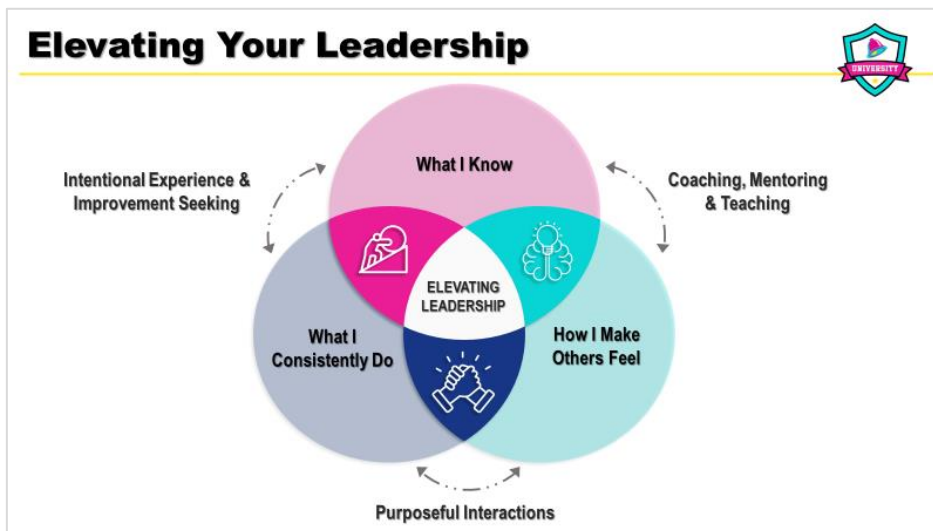 Elevating Your Leadership
UNIVERSITY
What I Know
Intentional Experience &
Improvement Seeking
Coaching, Mentoring
& Teaching
ELEVATING
LEADERSHIP
What I
Consistently Do
How I Make
Others Feel
Purposeful Interactions